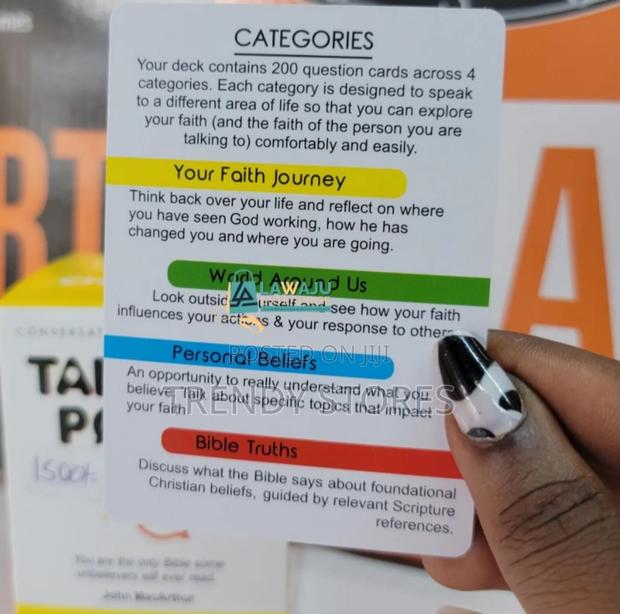 CATEGORIES
Your deck contains 200 question cards across 4
categories. Each category is designed to speak
to a different area of life so that you can explore
your faith (and the faith of the person you are
talking to) comfortably and easily.
Your Faith Journey
Think back over your life and reflect on where
you have seen God working, how he has
changed you and where you are going.
World Around Us
LAWAJU
Look outside yourself and see how your faith
influences your actions & your response to others
POSTED ON JIJI
Personal Beliefs
An opportunity to really understand what you
believe. Talk about specific topics that impact
your faith
TRENDY STORES
Bible Truths
Discuss what the Bible says about foundational
Christian beliefs, guided by relevant Scripture
references.
RT
A
CONVERSAT
TAL
PO
You are the only Bible some
unbelievers will ever read.
John MacArthur